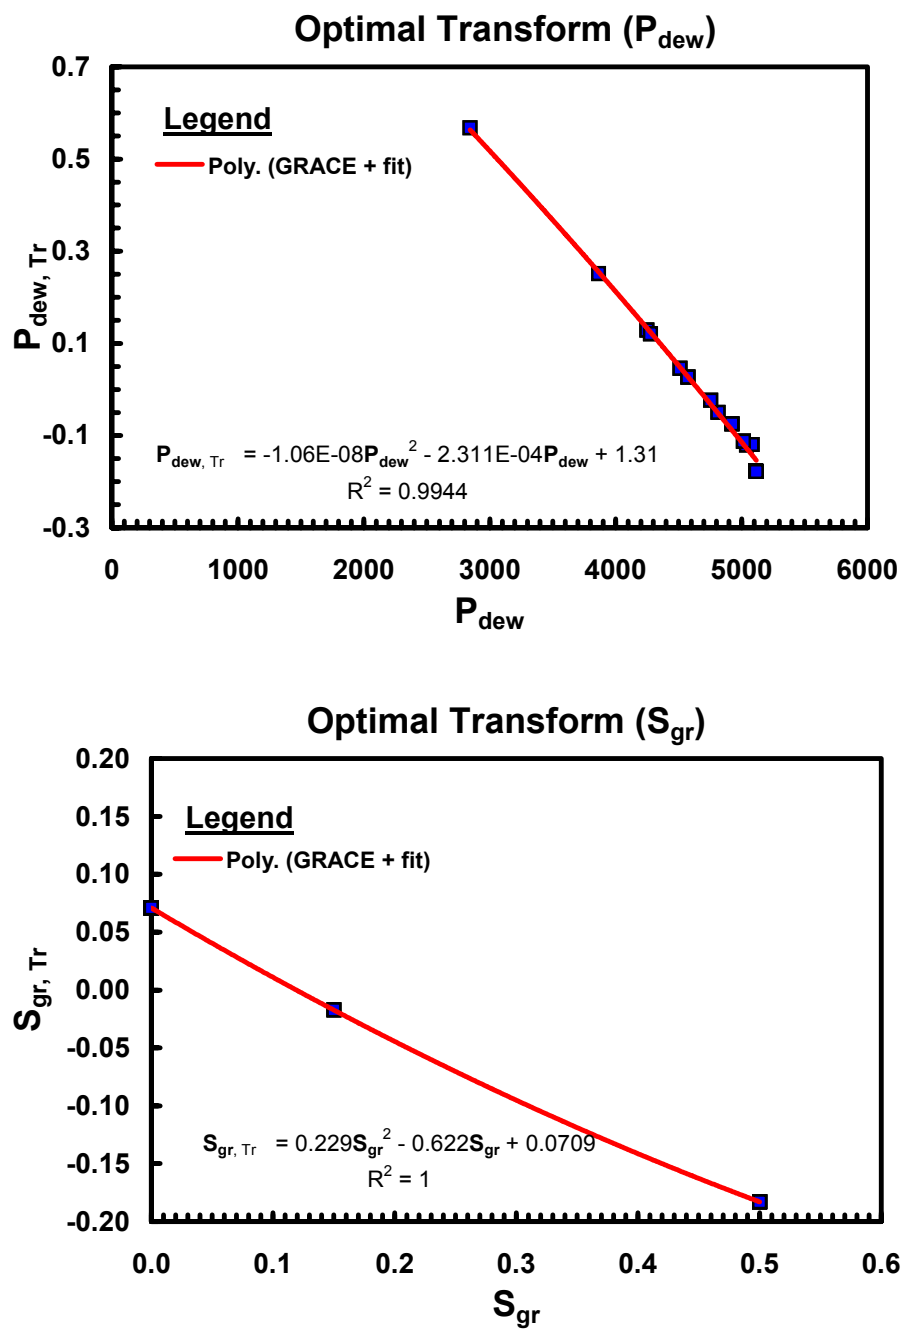 Optimal Transform (Pdew)
0.7
0.5
0.3
0.1
-0.1
-0.3
Pdew, Tr
Legend
Poly. (GRACE + fit)
Pdew, Tr = -1.06E-08Pdew2 - 2.311E-04Pdew + 1.31
R2 = 0.9944
0 1000 2000 3000 4000 5000 6000
Pdew
Optimal Transform (Sgr)
0.20
0.15
0.10
0.05
0.00
-0.05
-0.10
-0.15
-0.20
Sgr, Tr
Legend
Poly. (GRACE + fit)
Sgr, Tr = 0.229Sgr2 - 0.622Sgr + 0.0709
R2 = 1
0.0 0.1 0.2 0.3 0.4 0.5 0.6
Sgr